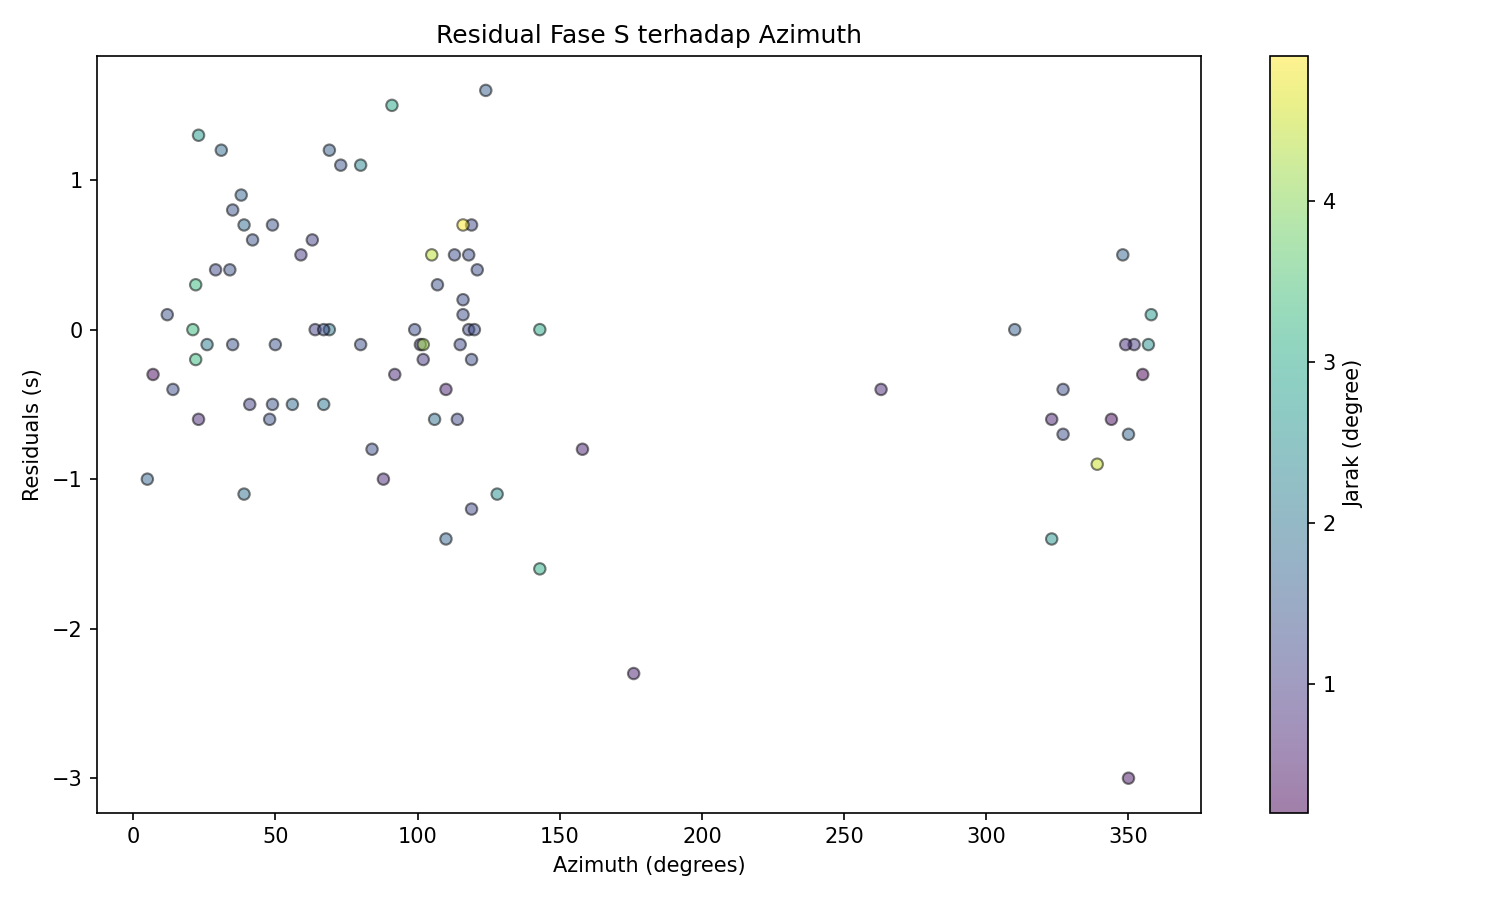 Residual Fase S terhadap Azimuth
Residuals (s)
1
0
−1
−2
−3
0 50 100 150 200 250 300 350
Azimuth (degrees)
4
3
2
1
Jarak (degree)